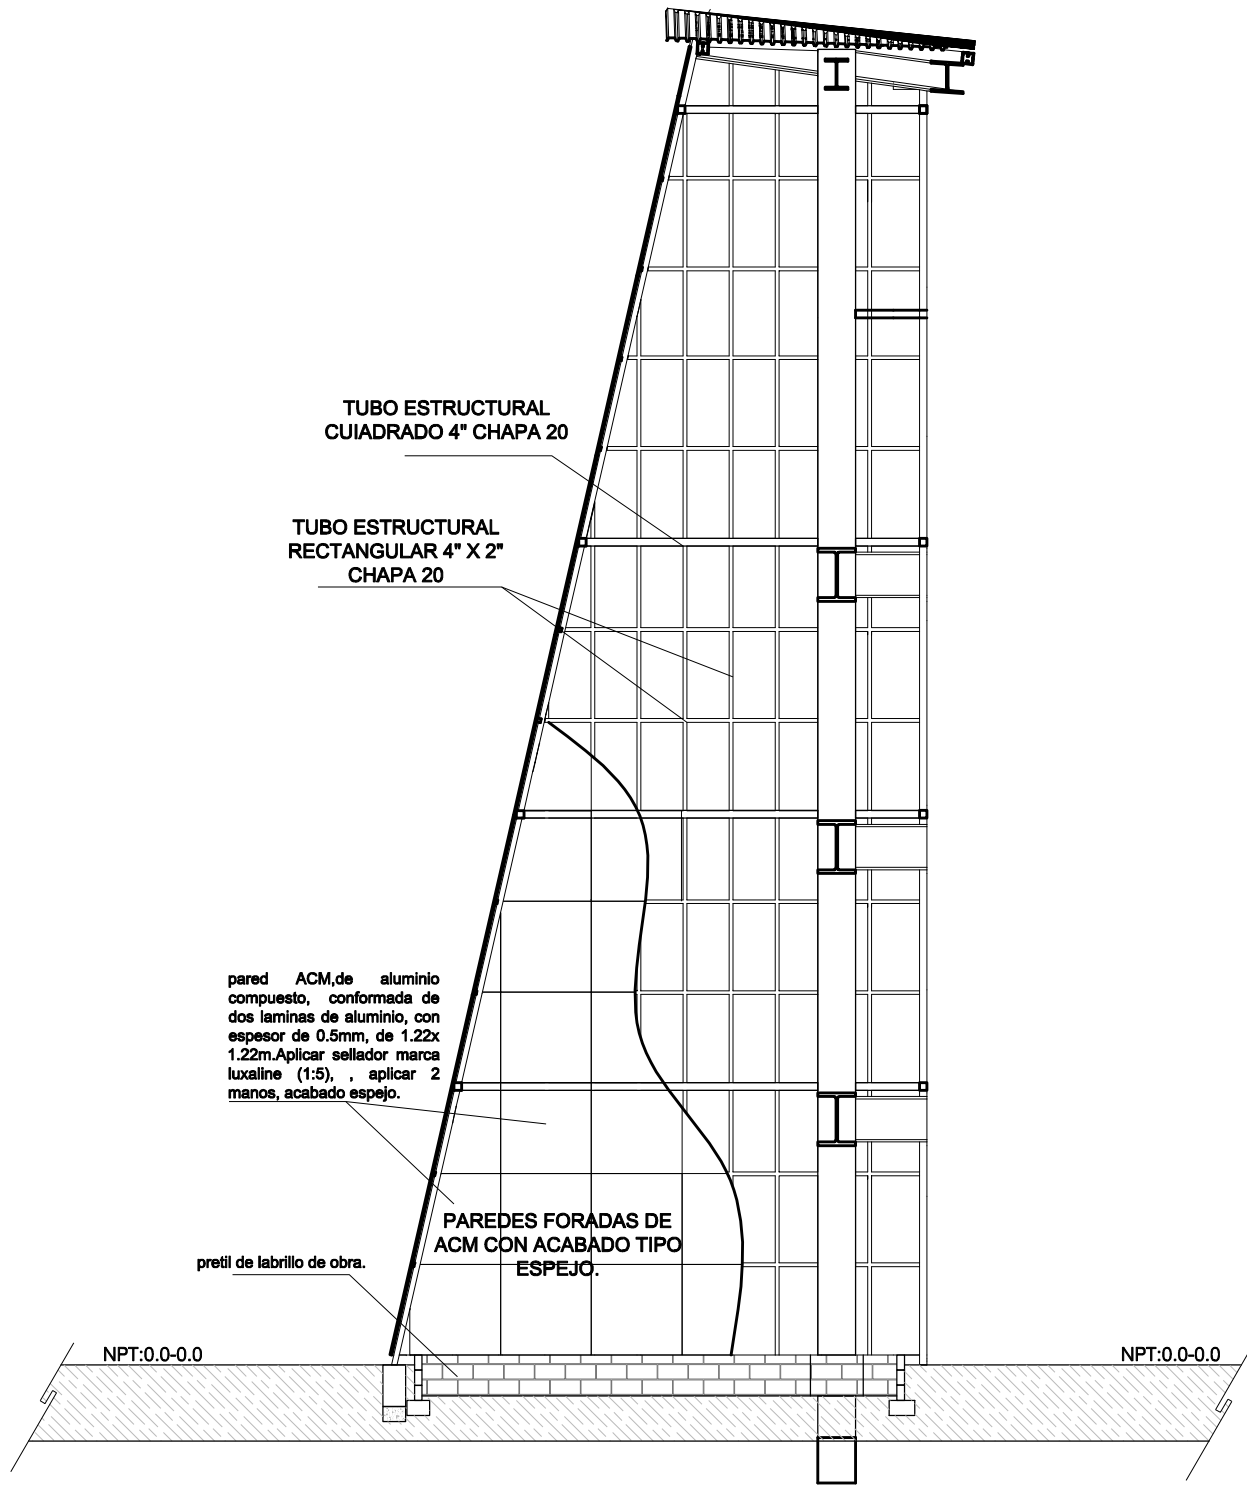 TUBO ESTRUCTURAL
CUIADRADO 4" CHAPA 20
TUBO ESTRUCTURAL
RECTANGULAR 4" X 2"
CHAPA 20
pared ACM,de aluminio
compuesto, conformada de
dos laminas de aluminio, con
espesor de 0.5mm, de 1.22x
1.22m.Aplicar sellador marca
luxaline (1:5), , aplicar 2
manos, acabado espejo.
PAREDES FORADAS DE
ACM CON ACABADO TIPO
ESPEJO.
pretil de labrillo de obra.
NPT:0.0-0.0
NPT:0.0-0.0